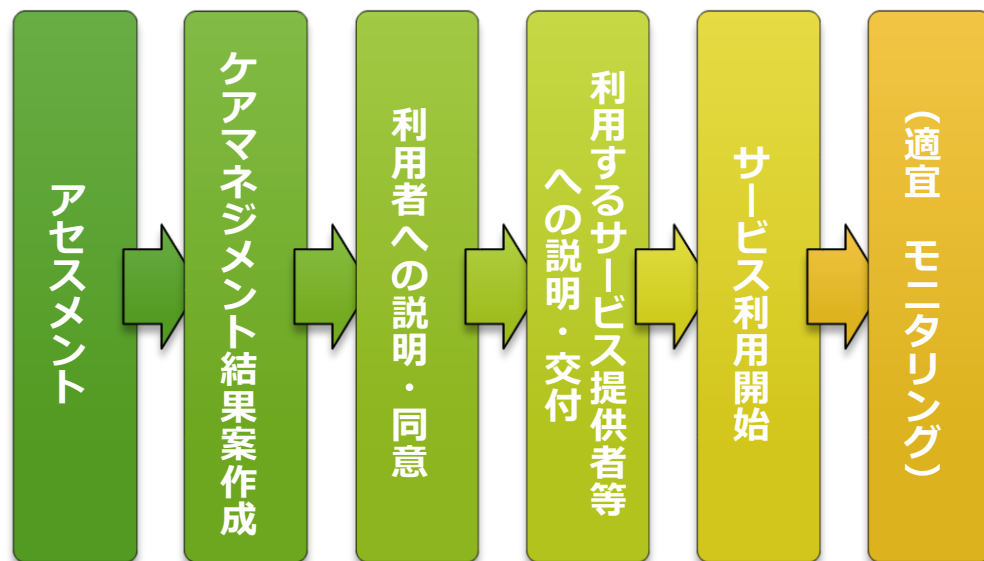 アセスメント
ケアマネジメント結果案作成
利用者への説明・同意
利用するサービス提供者等
への説明・交付
サービス利用開始
(適宜　モニタリング)